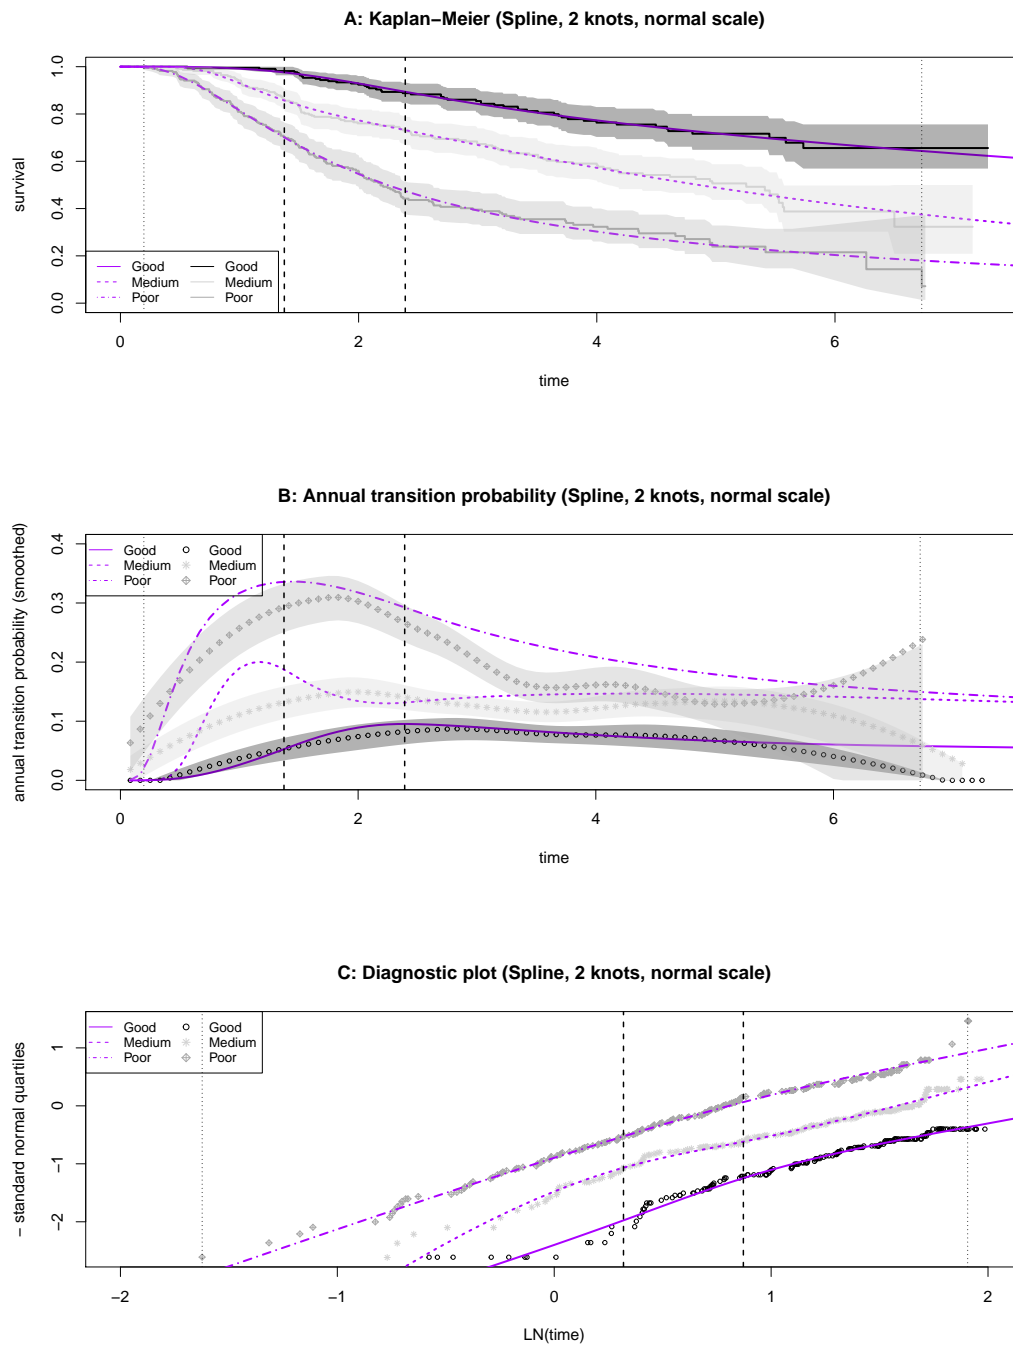 A: Kaplan−Meier (Spline, 2 knots, normal scale)
survival
1.0
0.8
0.6
0.4
0.2
0.0
Good Good
Medium Medium
Poor Poor
0 2 4 6
time
B: Annual transition probability (Spline, 2 knots, normal scale)
annual transition probability (smoothed)
0.4
0.3
0.2
0.1
0.0
Good Good
Medium Medium
Poor Poor
0 2 4 6
time
C: Diagnostic plot (Spline, 2 knots, normal scale)
− standard normal quartiles
1
0
−1
−2
Good Good
Medium Medium
Poor Poor
−2 −1 0 1 2
LN(time)